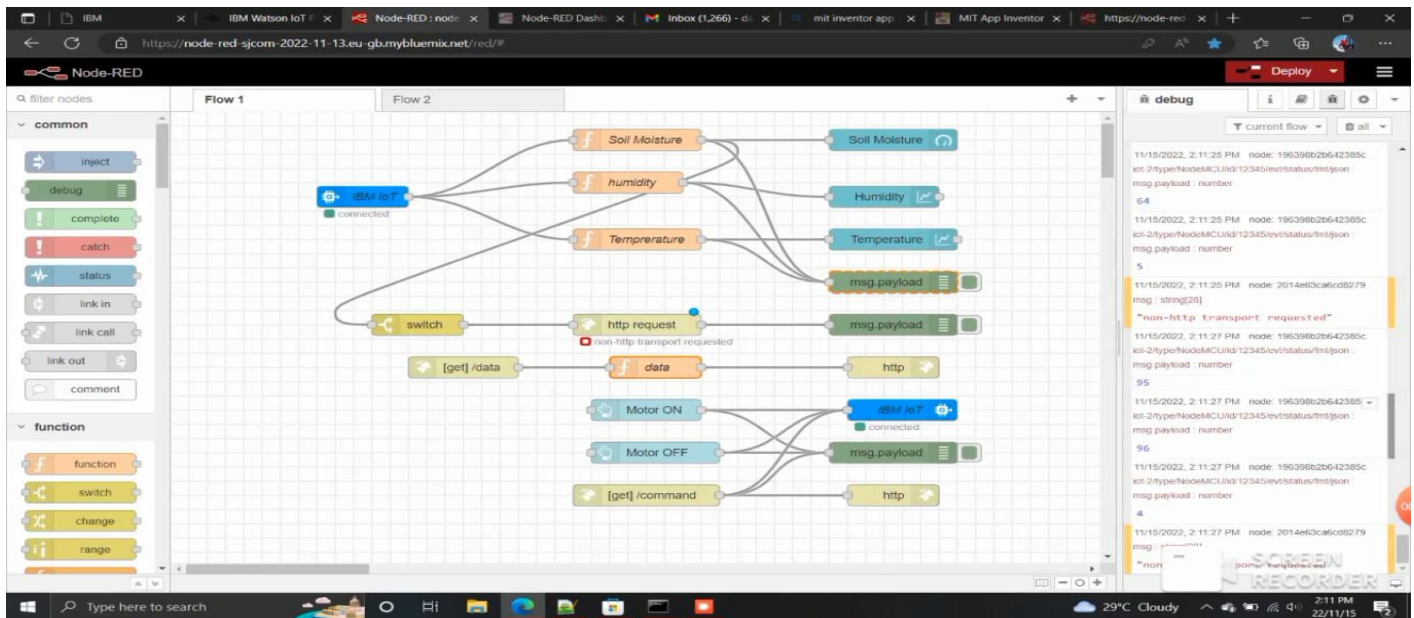 IBM
IBM Watson IoT P
Node-RED : node
Node-RED Dashb
Inbox (1,266) - d
mit inventor app
MIT App Inventor
https://node-red
https://node-red-sjcom-2022-11-13.eu-gb.mybluemix.net/red/#
Node-RED
Deploy
filter nodes
Flow 1
Flow 2
debug
current flow
all
common
inject
debug
complete
catch
status
link in
link call
link out
comment
function
function
switch
change
range
Soil Moisture
Soil Moisture
humidity
IBM IoT
connected
Humidity
Temprerature
Temperature
msg.payload
switch
http request
msg.payload
non-http transport requested
[get] /data
data
http
Motor ON
IBM IoT
connected
Motor OFF
msg.payload
[get] /command
http
11/15/2022, 2:11:25 PM node: 196398b2b642385c
iot-2/type/NodeMCU/id/12345/evt/status/fmt/json
msg.payload : number
64
11/15/2022, 2:11:25 PM node: 196398b2b642385c
iot-2/type/NodeMCU/id/12345/evt/status/fmt/json :
msg.payload : number
5
11/15/2022, 2:11:25 PM node: 2014e63ca6cd8279
msg : string[28]
"non-http transport requested"
11/15/2022, 2:11:27 PM node: 196398b2b642385c
iot-2/type/NodeMCU/id/12345/evt/status/fmt/json :
msg.payload : number
95
11/15/2022, 2:11:27 PM node: 196398b2b642385
iot-2/type/NodeMCU/id/12345/evt/status/fmt/json :
msg.payload : number
96
11/15/2022, 2:11:27 PM node: 196398b2b642385c
iot-2/type/NodeMCU/id/12345/evt/status/fmt/json :
msg.payload : number
4
11/15/2022, 2:11:27 PM node: 2014e63ca6cd8279
msg :
"non port requested"
SCREEN
RECORDER
Type here to search
29°C Cloudy
2:11 PM
22/11/15